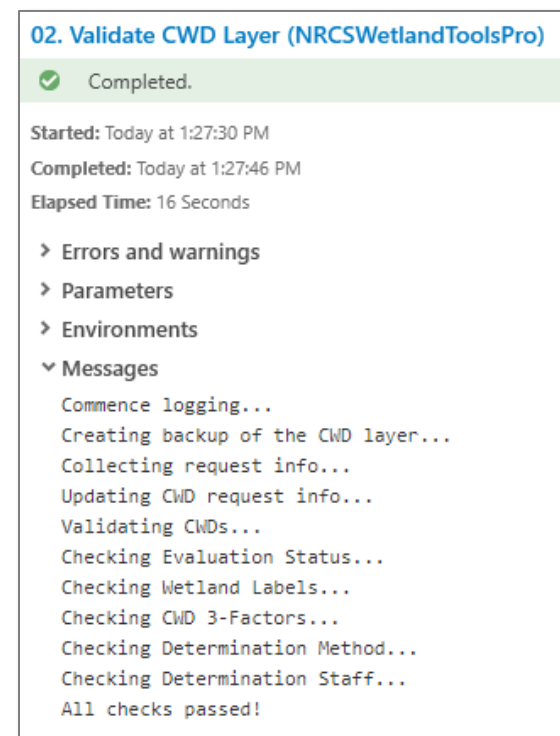 02. Validate CWD Layer (NRCSWetlandToolsPro)
Completed.
Started: Today at 1:27:30 PM
Completed: Today at 1:27:46 PM
Elapsed Time: 16 Seconds
Errors and warnings
Parameters
Environments
Messages
Commence logging...
Creating backup of the CWD layer...
Collecting request info...
Updating CWD request info...
Validating CWDs...
Checking Evaluation Status...
Checking Wetland Labels...
Checking CWD 3-Factors...
Checking Determination Method...
Checking Determination Staff...
All checks passed!